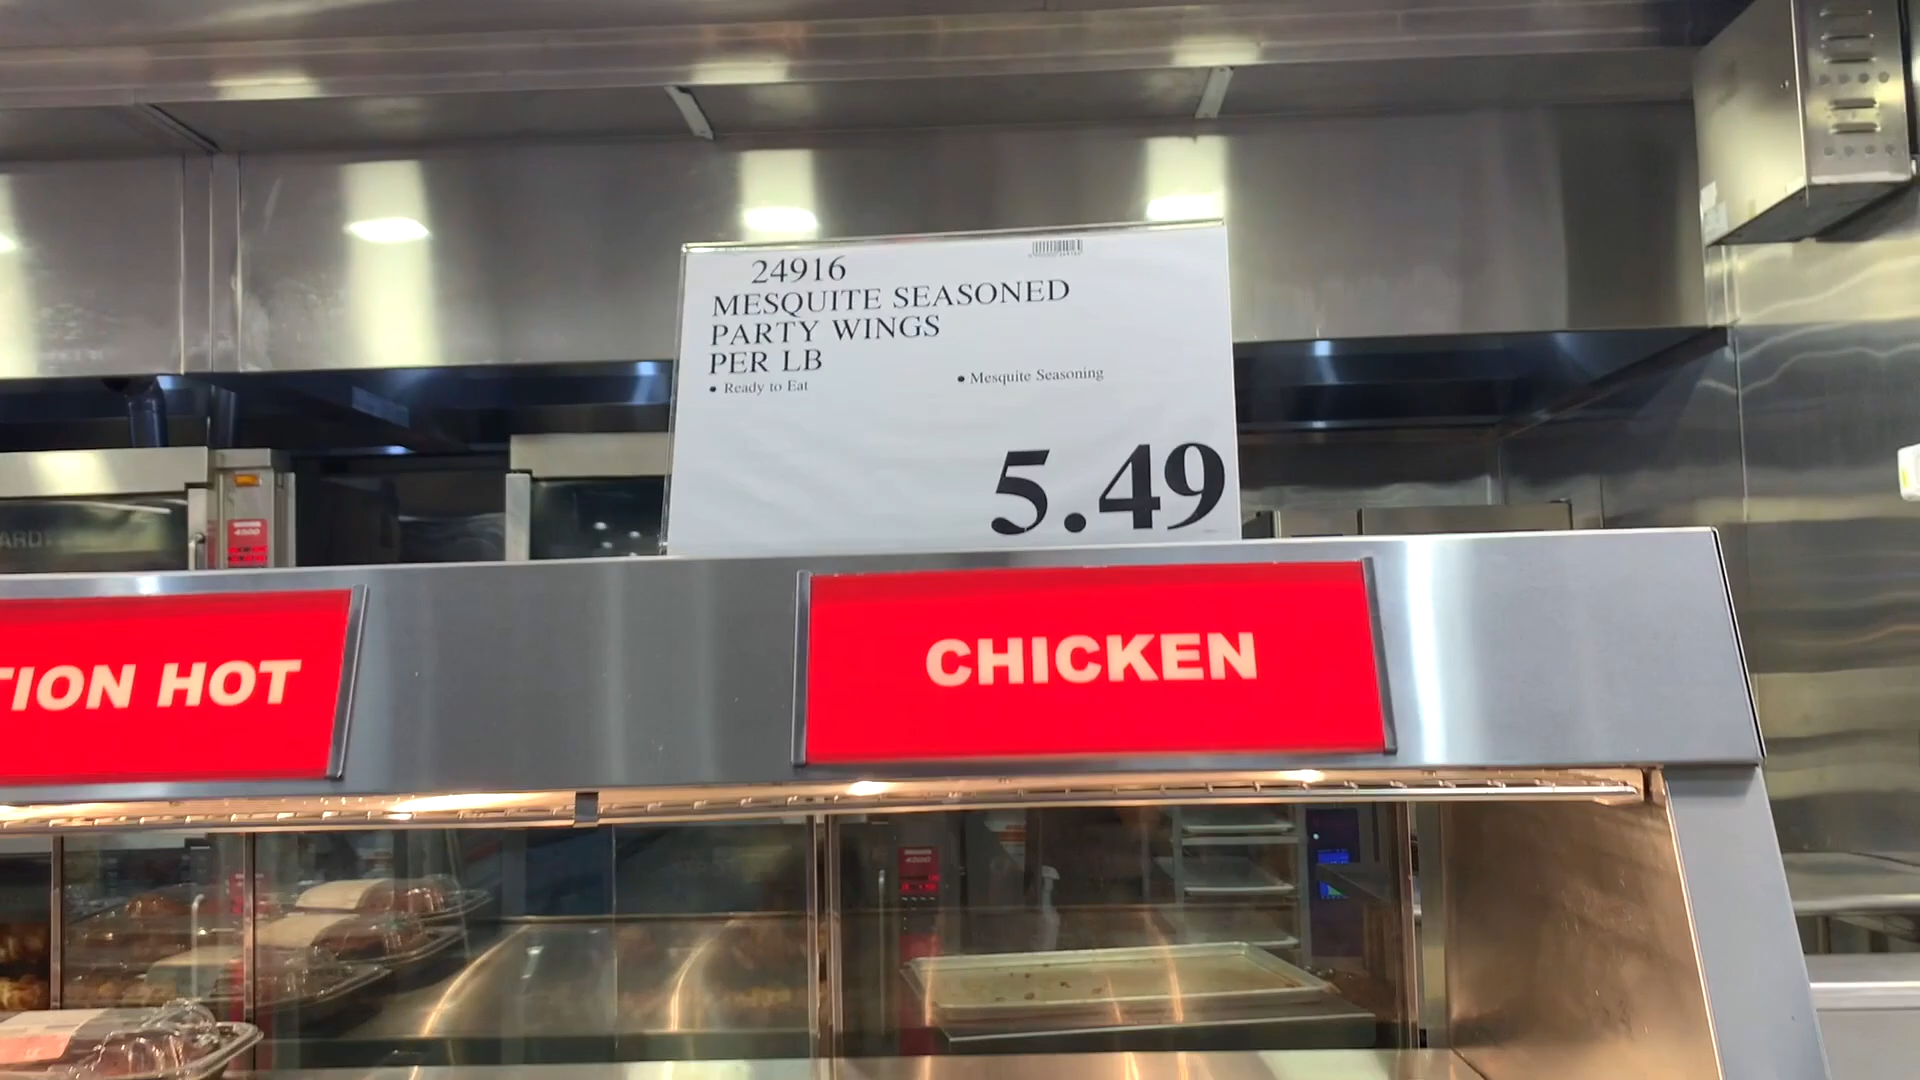 24916
MESQUITE SEASONED
PARTY WINGS
PER LB
• Ready to Eat
• Mesquite Seasoning
5.49
TION HOT
CHICKEN